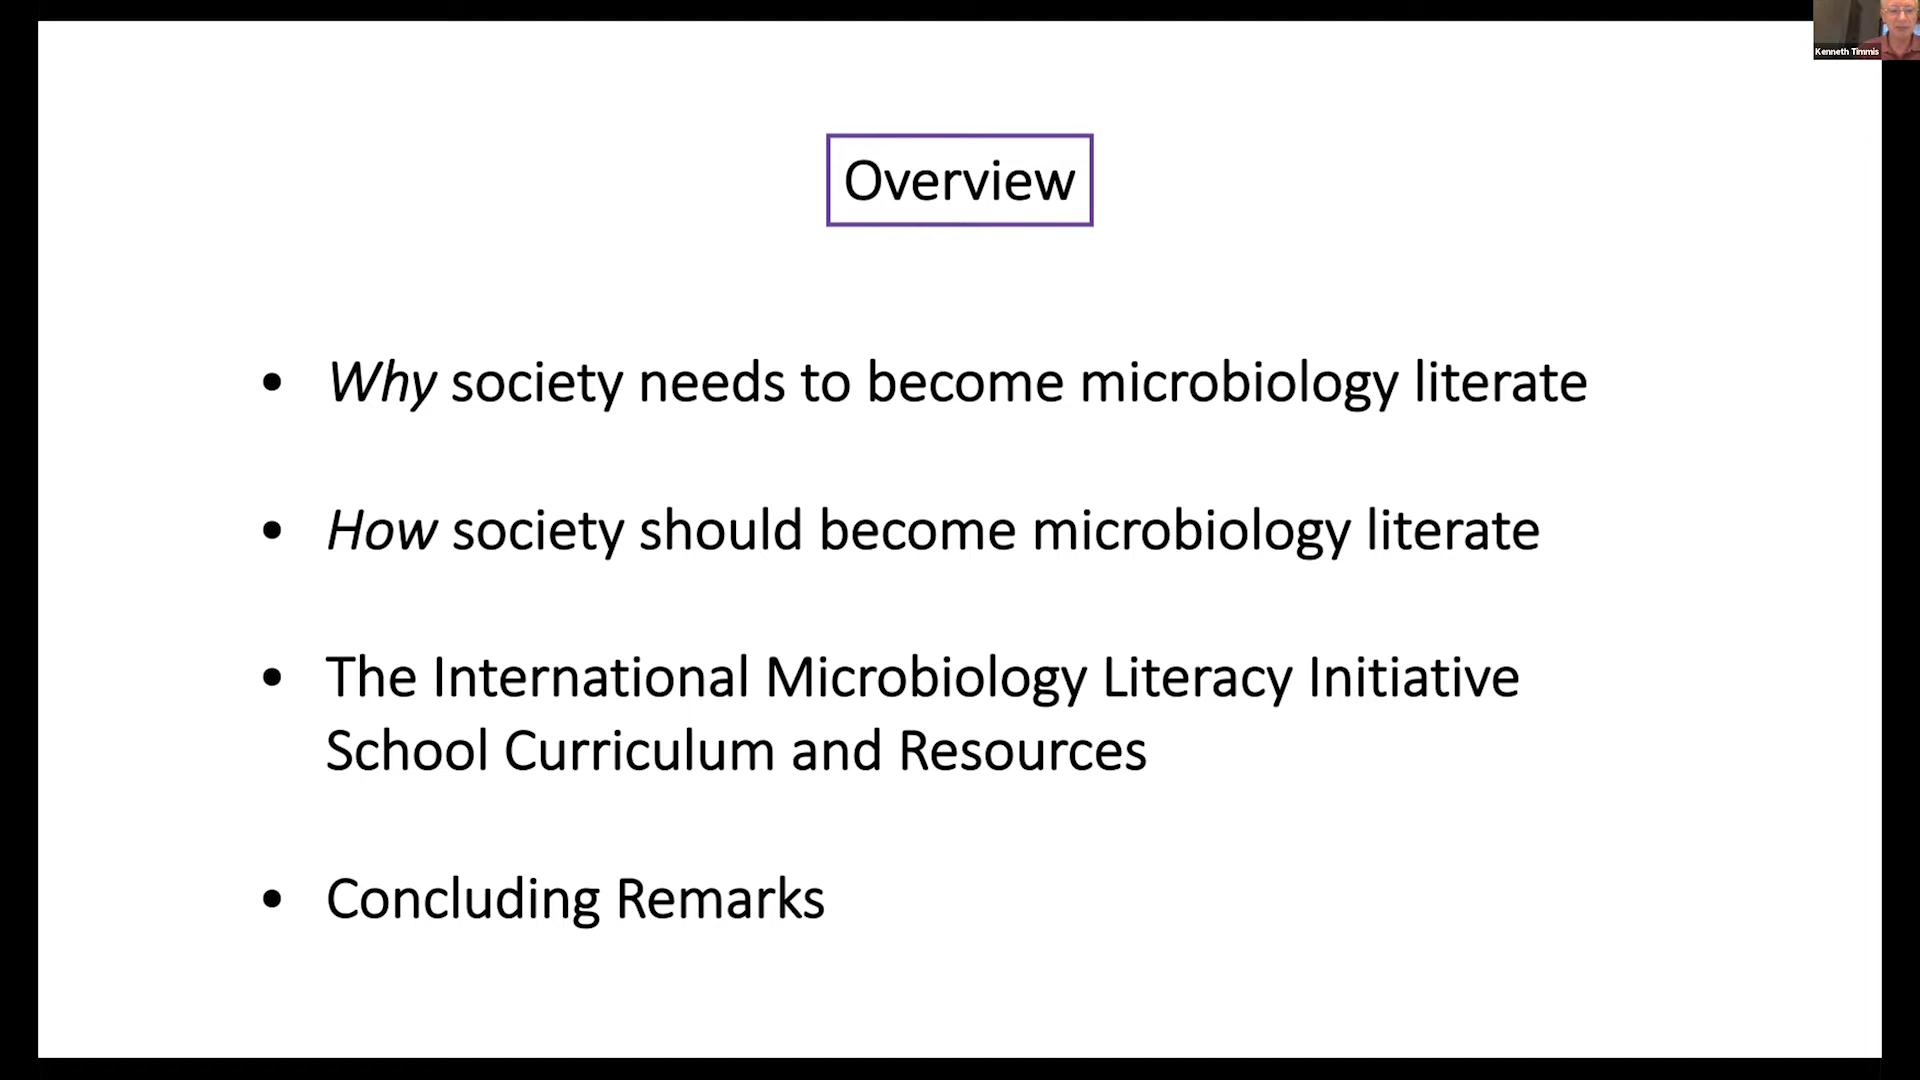 Kenneth Timmis
Overview
• Why society needs to become microbiology literate
• How society should become microbiology literate
• The International Microbiology Literacy Initiative
School Curriculum and Resources
• Concluding Remarks